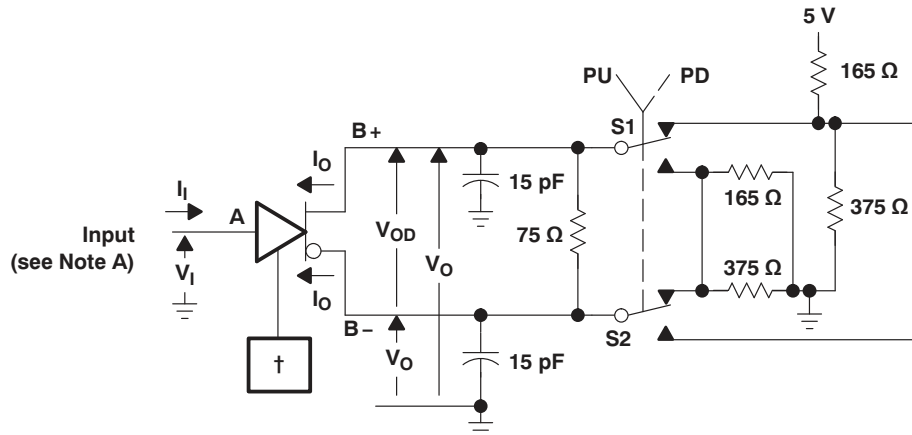 5 V
165 Ω
PU
PD
S1
B+
I_O
15 pF
165 Ω
375 Ω
I_I
A
V_OD
75 Ω
Input
(see Note A)
V_O
375 Ω
V_I
I_O
B−
S2
†
V_O
15 pF